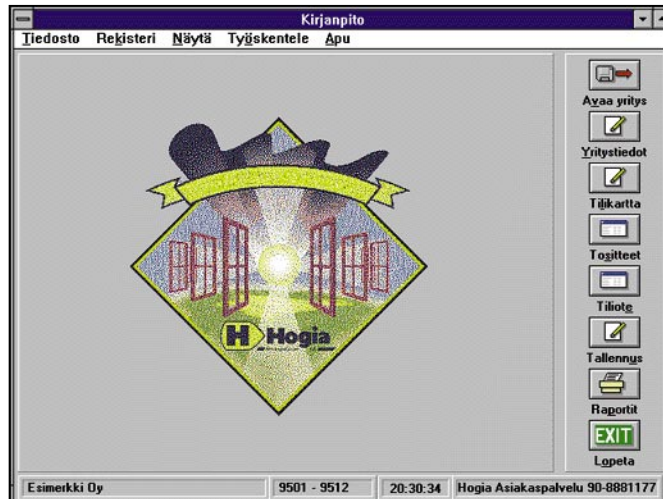 Kirjanpito
Tiedosto Rekisteri Näytä Työskentele Apu
Avaa yritys
Yritystiedot
Tilikartta
Tositteet
Tiliote
Tallennus
Raportit
EXIT
Lopeta
H Hogia
Esimerkki Oy 9501 - 9512 20:30:34 Hogia Asiakaspalvelu 90-8881177